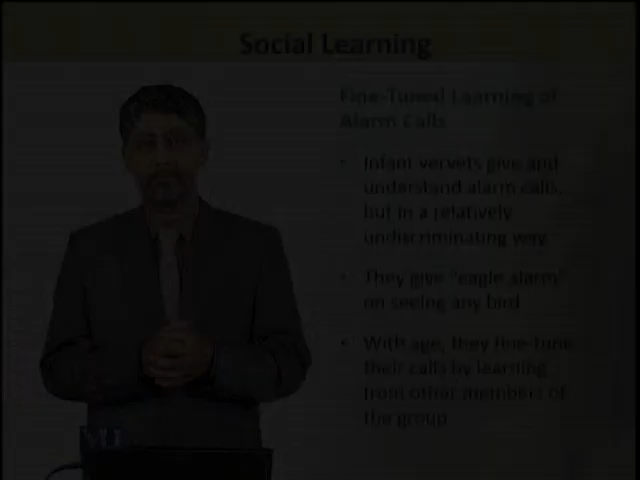 Social Learning
Fine-Tuned Learning of
Alarm Calls
• Infant vervets give and
understand alarm calls,
but in a relatively
undiscriminating way
• They give "eagle alarm"
on seeing any bird
• With age, they fine-tune
their calls by learning
from other members of
the group